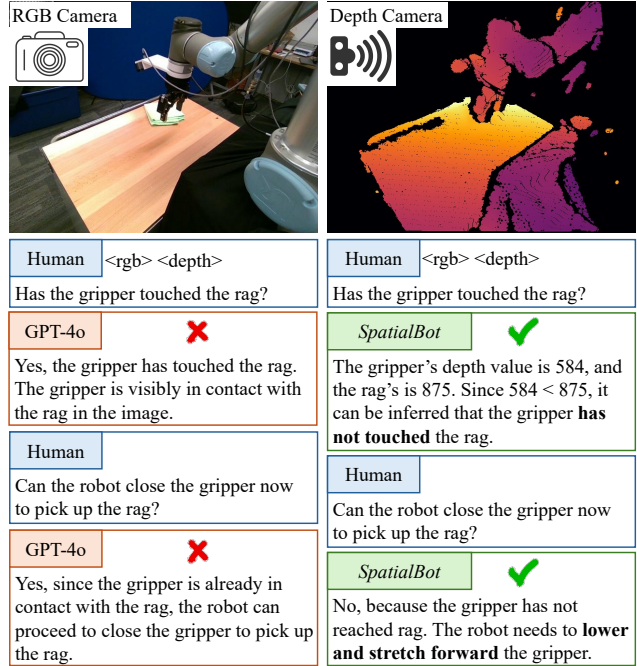 RGB Camera
Human <rgb> <depth>
Has the gripper touched the rag?
GPT-4o
Yes, the gripper has touched the rag.
The gripper is visibly in contact with
the rag in the image.
Human
Can the robot close the gripper now
to pick up the rag?
GPT-4o
Yes, since the gripper is already in
contact with the rag, the robot can
proceed to close the gripper to pick up
the rag.
Depth Camera
Human <rgb> <depth>
Has the gripper touched the rag?
SpatialBot
The gripper’s depth value is 584, and
the rag’s is 875. Since 584 < 875, it
can be inferred that the gripper has
not touched the rag.
Human
Can the robot close the gripper now
to pick up the rag?
SpatialBot
No, because the gripper has not
reached rag. The robot needs to lower
and stretch forward the gripper.